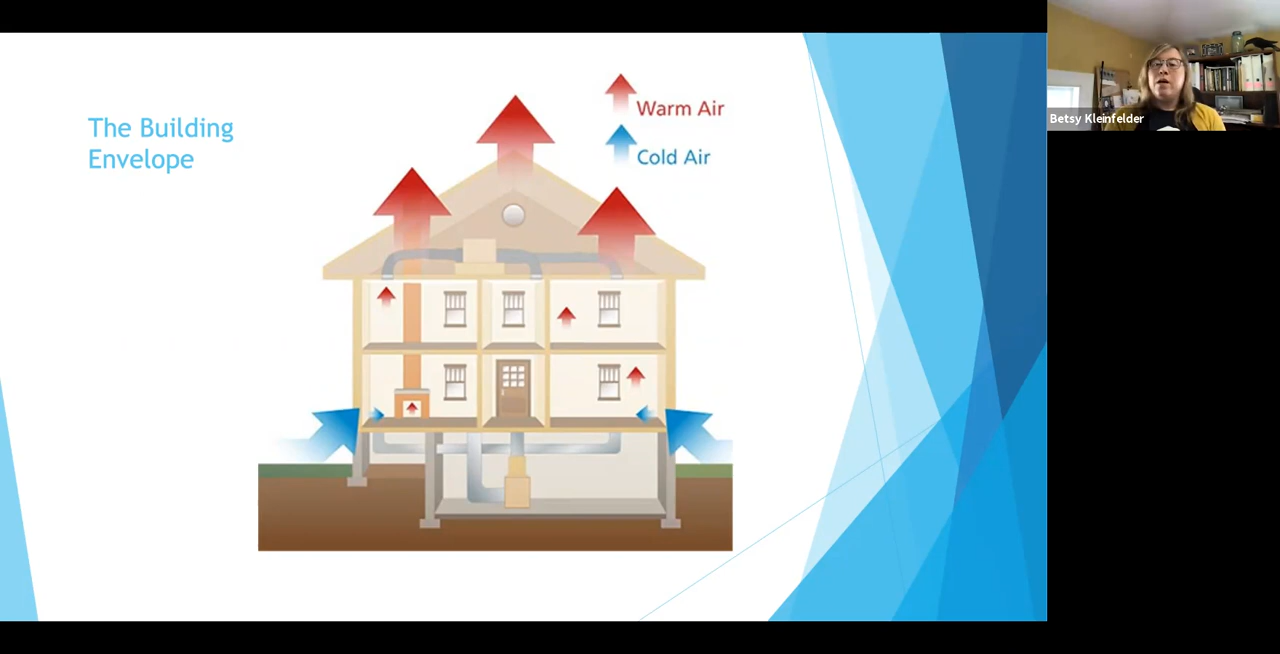 The Building
Envelope
Warm Air
Cold Air
Betsy Kleinfelder